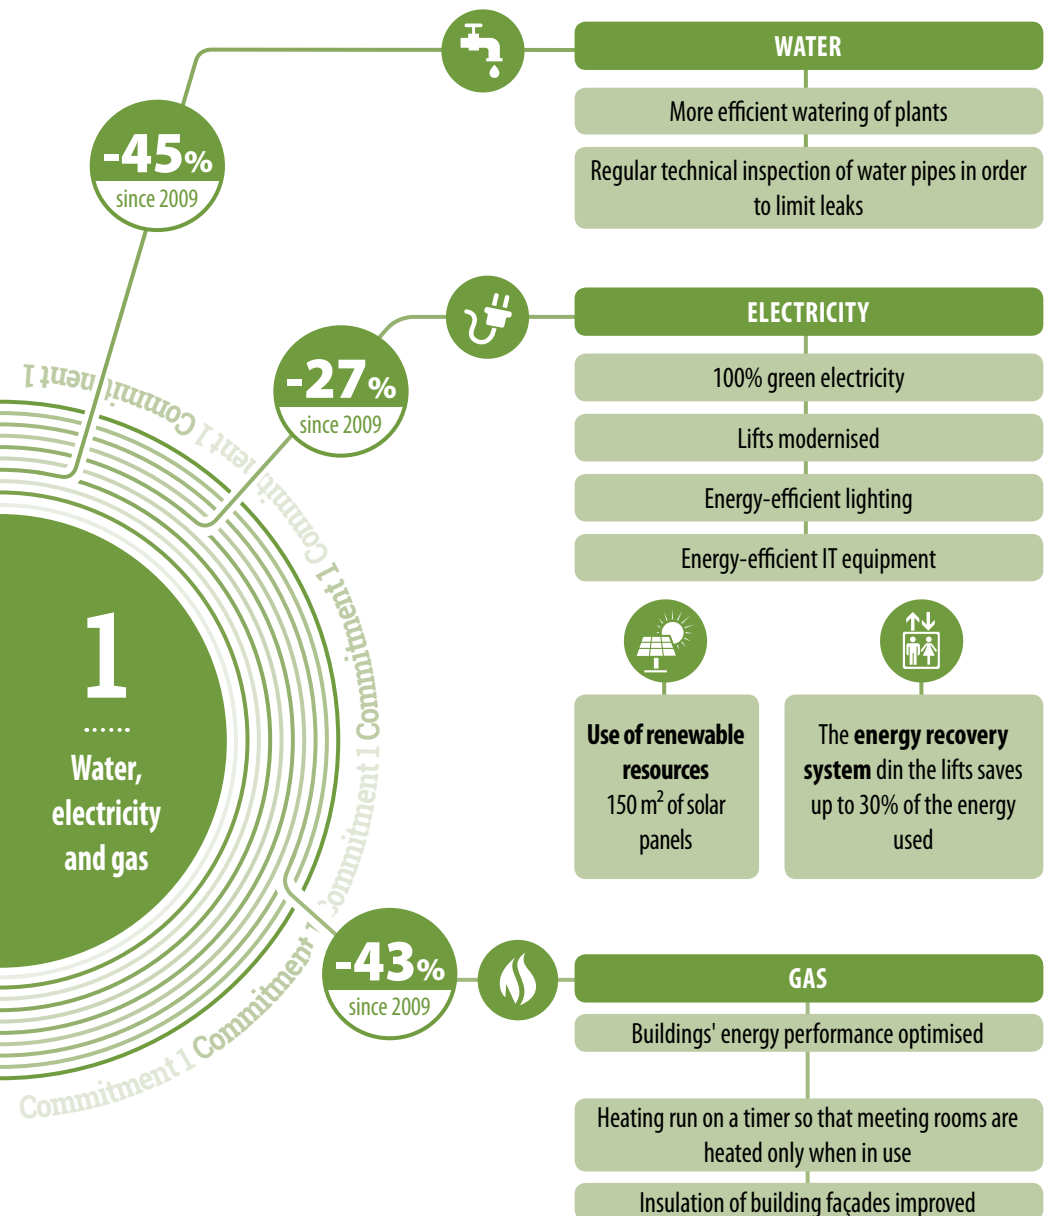 WATER
More efficient watering of plants
Regular technical inspection of water pipes in order
to limit leaks
-45%
since 2009
ELECTRICITY
100% green electricity
Lifts modernised
Energy-efficient lighting
Energy-efficient IT equipment
-27%
since 2009
Use of renewable
resources
150 m² of solar
panels
The energy recovery
system din the lifts saves
up to 30% of the energy
used
1
Water,
electricity
and gas
Commitment 1 Commitment 1 Commitment 1 Commitment 1 Commitment 1 Commitment 1 
-43%
since 2009
GAS
Buildings' energy performance optimised
Heating run on a timer so that meeting rooms are
heated only when in use
Insulation of building façades improved